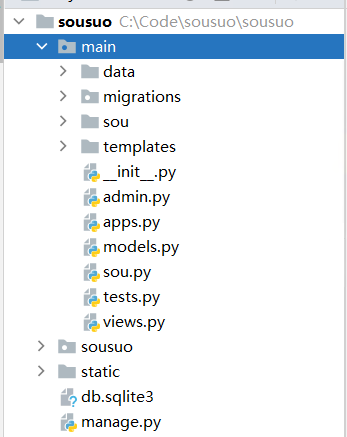 sousuo C:\Code\sousuo\sousuo
main
data
migrations
sou
templates
__init__.py
admin.py
apps.py
models.py
sou.py
tests.py
views.py
sousuo
static
db.sqlite3
manage.py